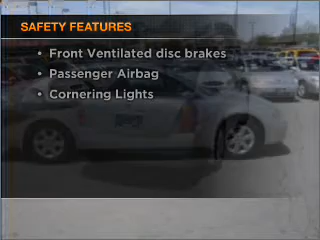 SAFETY FEATURES
• Front Ventilated disc brakes
• Passenger Airbag
• Cornering Lights